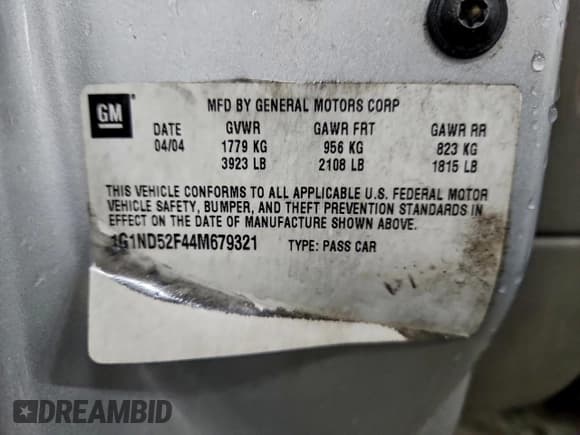 GM
MFD BY GENERAL MOTORS CORP
DATE GVWR GAWR FRT GAWR RR
04/04 1779 KG 956 KG 823 KG
3923 LB 2108 LB 1815 LB
THIS VEHICLE CONFORMS TO ALL APPLICABLE U.S. FEDERAL MOTOR
VEHICLE SAFETY, BUMPER, AND THEFT PREVENTION STANDARDS IN
EFFECT ON THE DATE OF MANUFACTURE SHOWN ABOVE.
1G1ND52F44M679321 TYPE: PASS CAR
DREAMBID